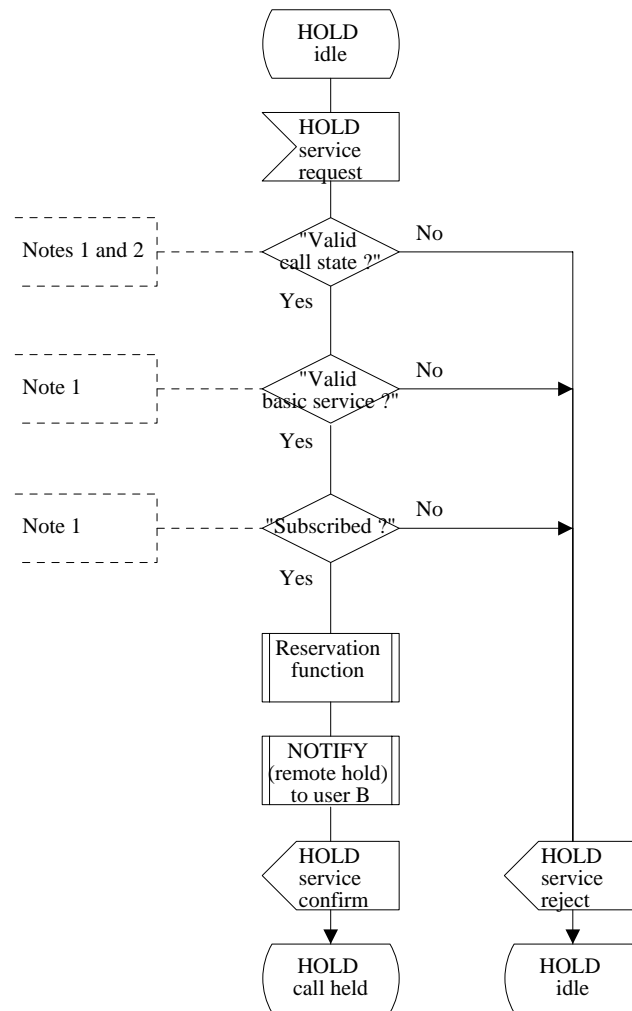 HOLD
idle
HOLD
service
request
Notes 1 and 2
"Valid
call state ?"
No
Yes
Note 1
"Valid
basic service ?"
No
Yes
Note 1
"Subscribed ?"
No
Yes
Reservation
function
NOTIFY
(remote hold)
to user B
HOLD
service
confirm
HOLD
service
reject
HOLD
call held
HOLD
idle